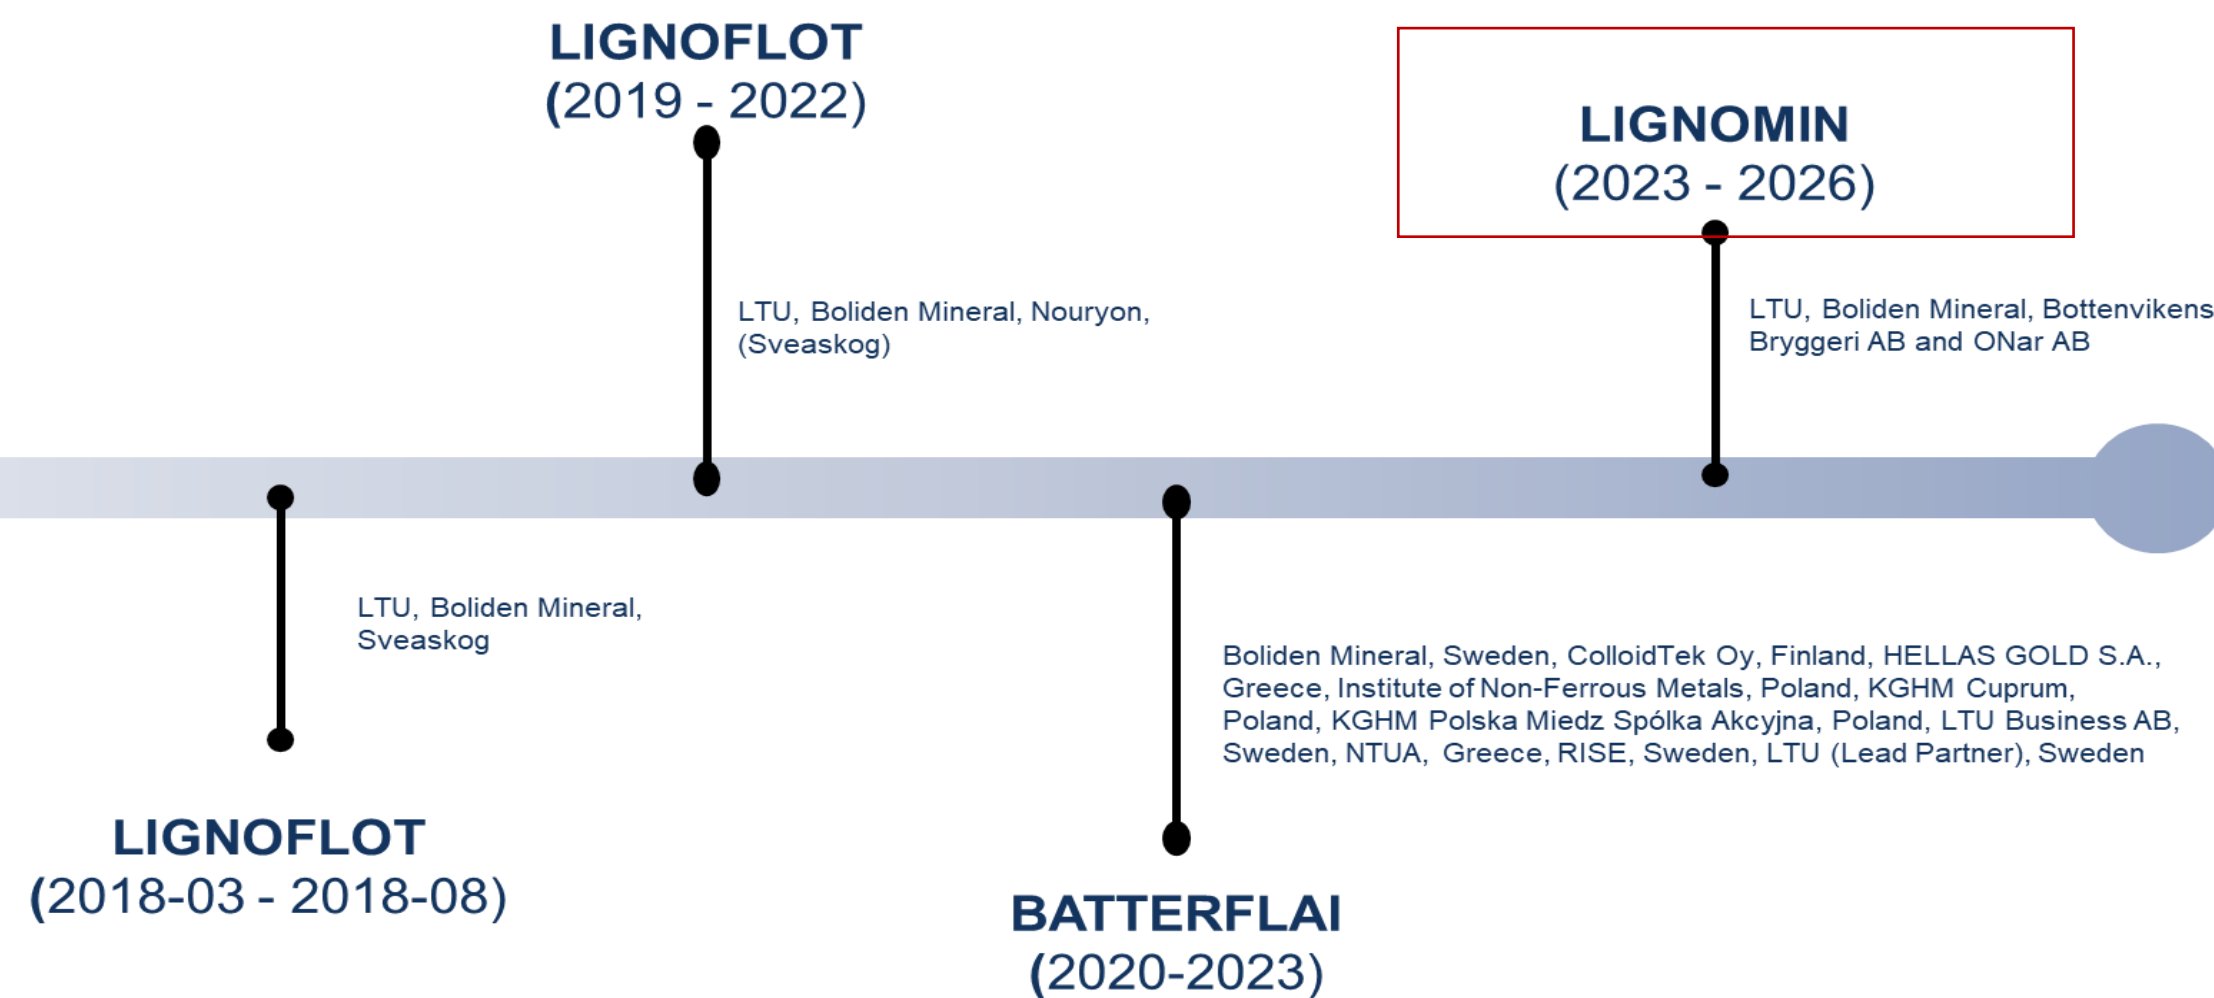 LIGNOFLOT
(2019 - 2022)
LIGNOMIN
(2023 - 2026)
LTU, Boliden Mineral, Nouryon,
(Sveaskog)
LTU, Boliden Mineral, Bottenvikens
Bryggeri AB and ONar AB
LTU, Boliden Mineral,
Sveaskog
Boliden Mineral, Sweden, ColloidTek Oy, Finland, HELLAS GOLD S.A.,
Greece, Institute of Non-Ferrous Metals, Poland, KGHM Cuprum,
Poland, KGHM Polska Miedz Spólka Akcyjna, Poland, LTU Business AB,
Sweden, NTUA, Greece, RISE, Sweden, LTU (Lead Partner), Sweden
LIGNOFLOT
(2018-03 - 2018-08)
BATTERFLAI
(2020-2023)